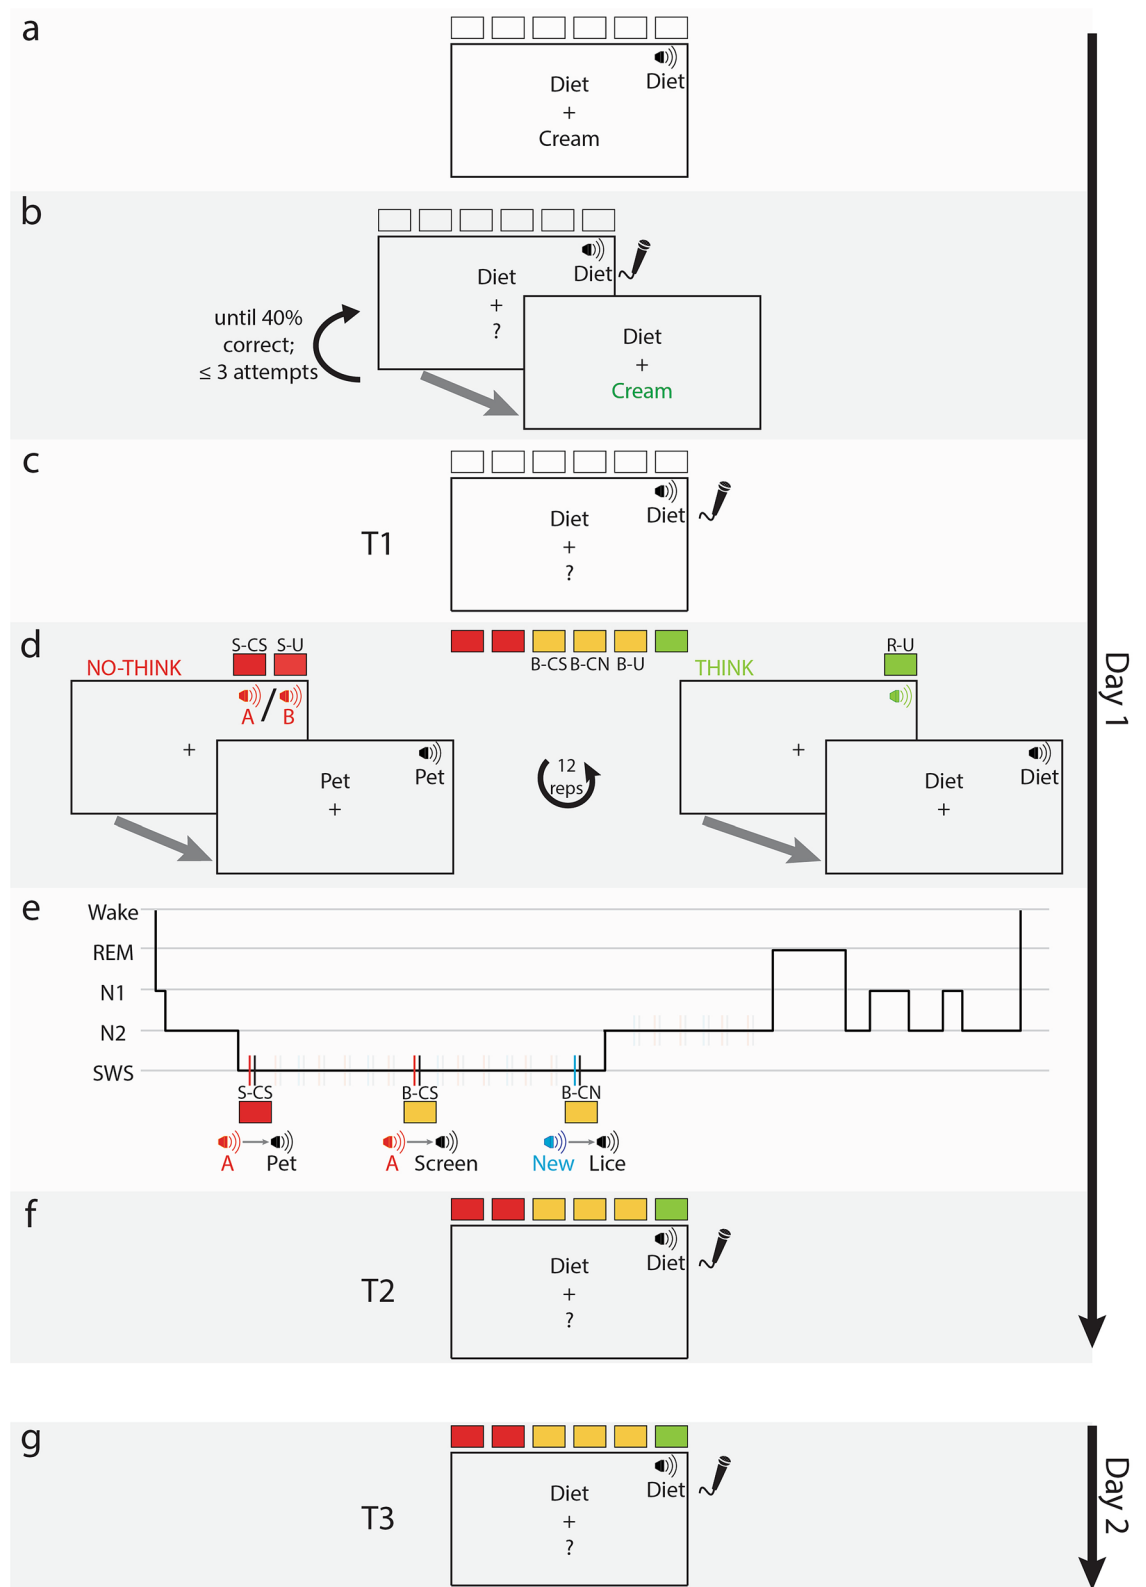 a
Diet
Diet
+
Cream
b
Diet
Diet
+
?
until 40%
correct;
≤ 3 attempts
Diet
+
Cream
c
Diet
Diet
+
?
T1
d
NO-THINK
S-CS S-U
A / B
+
Pet
Pet
+
B-CS B-CN B-U
12
reps
THINK
R-U
+
Diet
Diet
+
Day 1
e
Wake
REM
N1
N2
SWS
S-CS
B-CS
B-CN
A Pet
A Screen
New Lice
f
Diet
Diet
+
?
T2
g
Diet
Diet
+
?
T3
Day 2